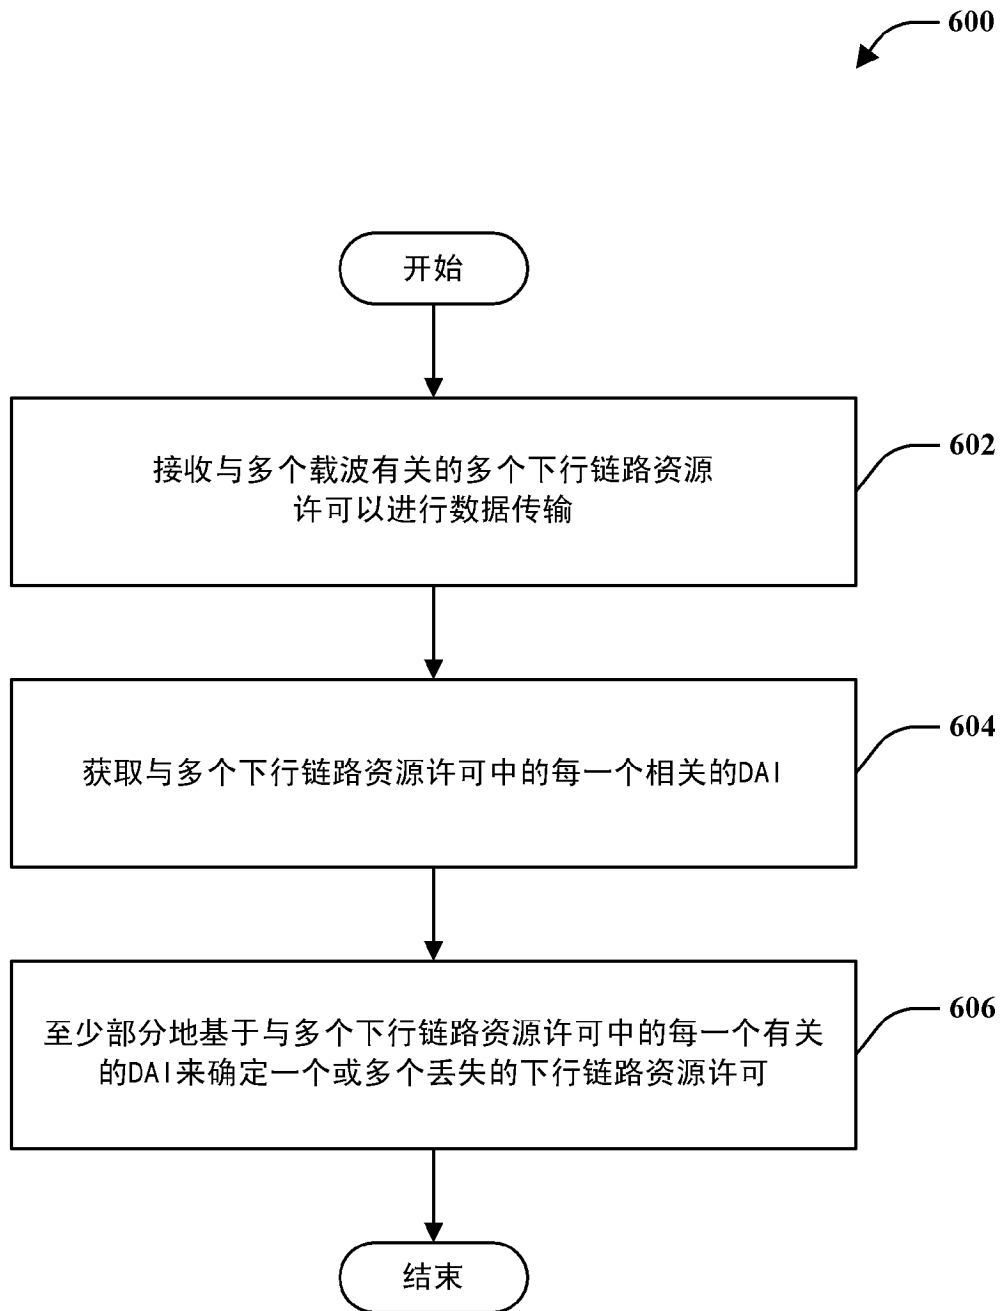 600
开始
接收与多个载波有关的多个下行链路资源
许可以进行数据传输
602
获取与多个下行链路资源许可中的每一个相关的DAI
604
至少部分地基于与多个下行链路资源许可中的每一个有关
的DAI来确定一个或多个丢失的下行链路资源许可
606
结束